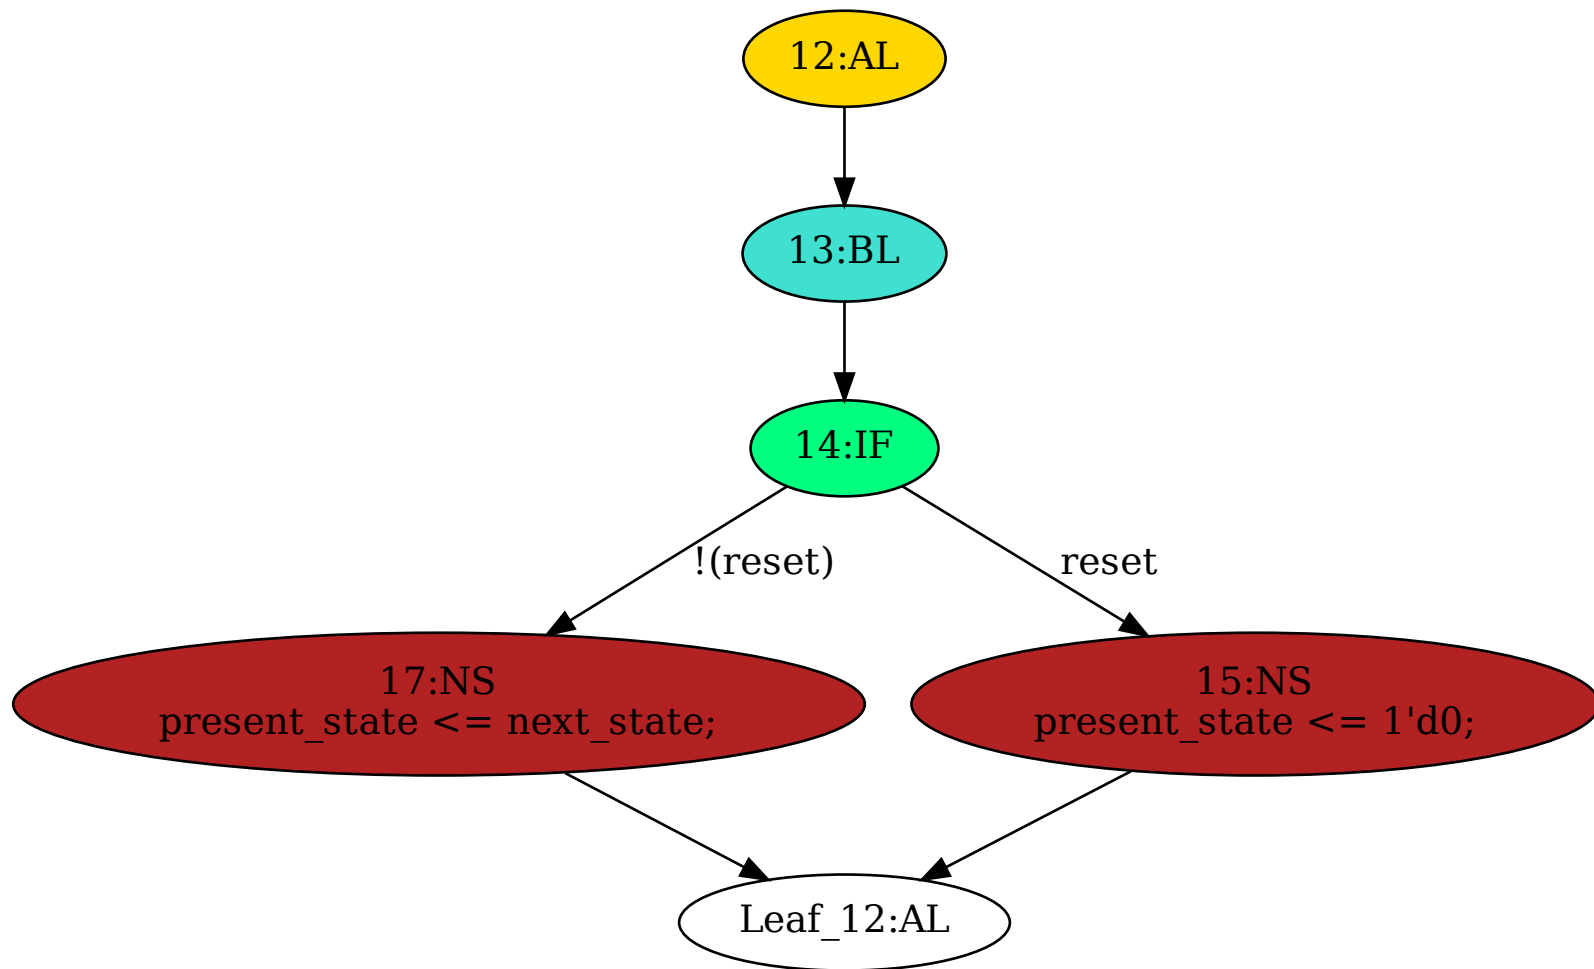 12:AL
13:BL
14:IF
!(reset)
reset
17:NS
present_state <= next_state;
15:NS
present_state <= 1'd0;
Leaf_12:AL